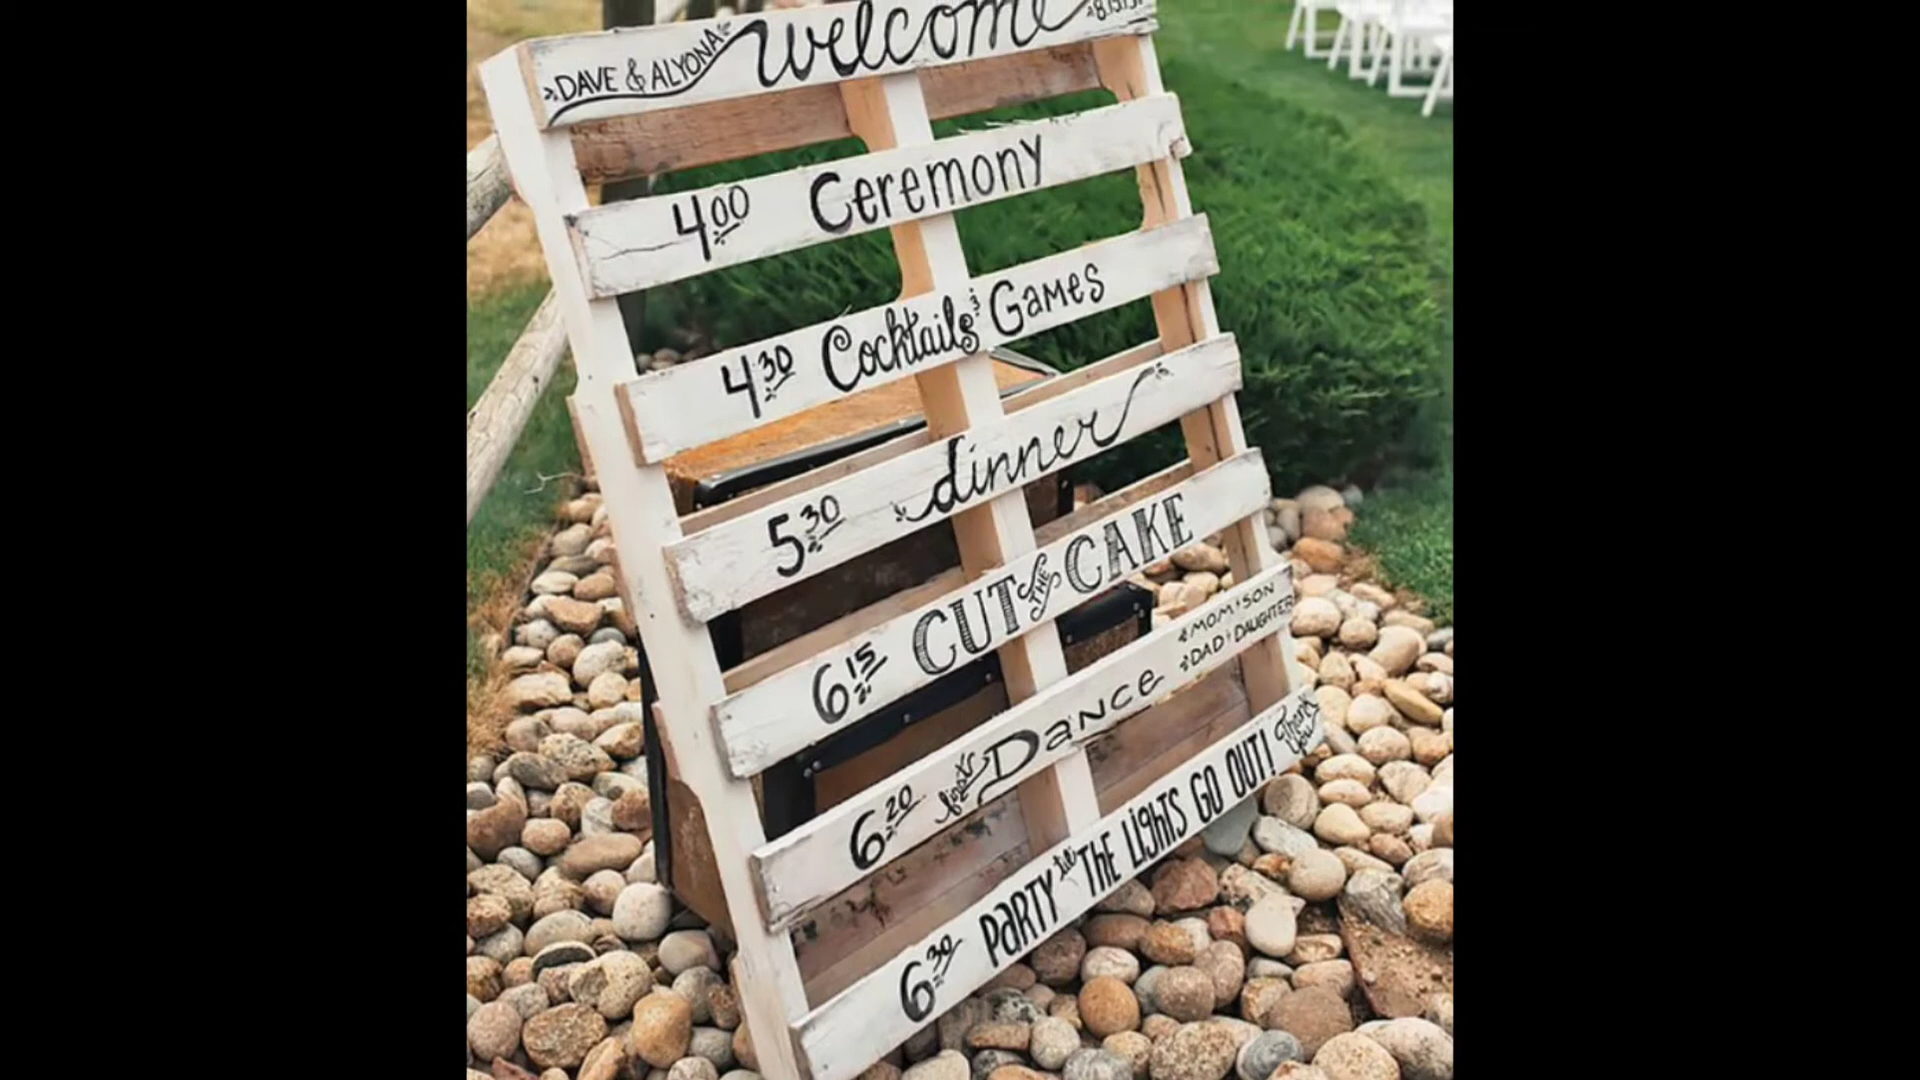 DAVE & ALYONA welcome
4:00 Ceremony
4:30 Cocktails & Games
5:30 dinner
6:15 CUT THE CAKE
6:20 first Dance MOM & SON
DAD & DAUGHTER
6:30 PARTY 'til THE LigHTS GO OUT! Thank You